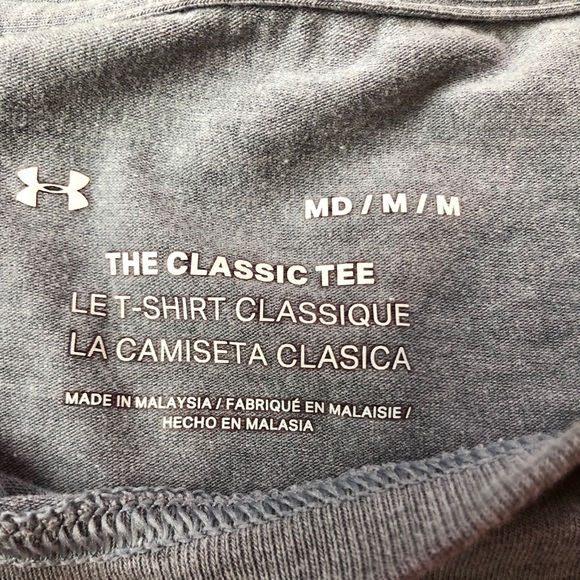 MD / M / M
THE CLASSIC TEE
LE T-SHIRT CLASSIQUE
LA CAMISETA CLASICA
MADE IN MALAYSIA / FABRIQUÉ EN MALAISIE /
HECHO EN MALASIA